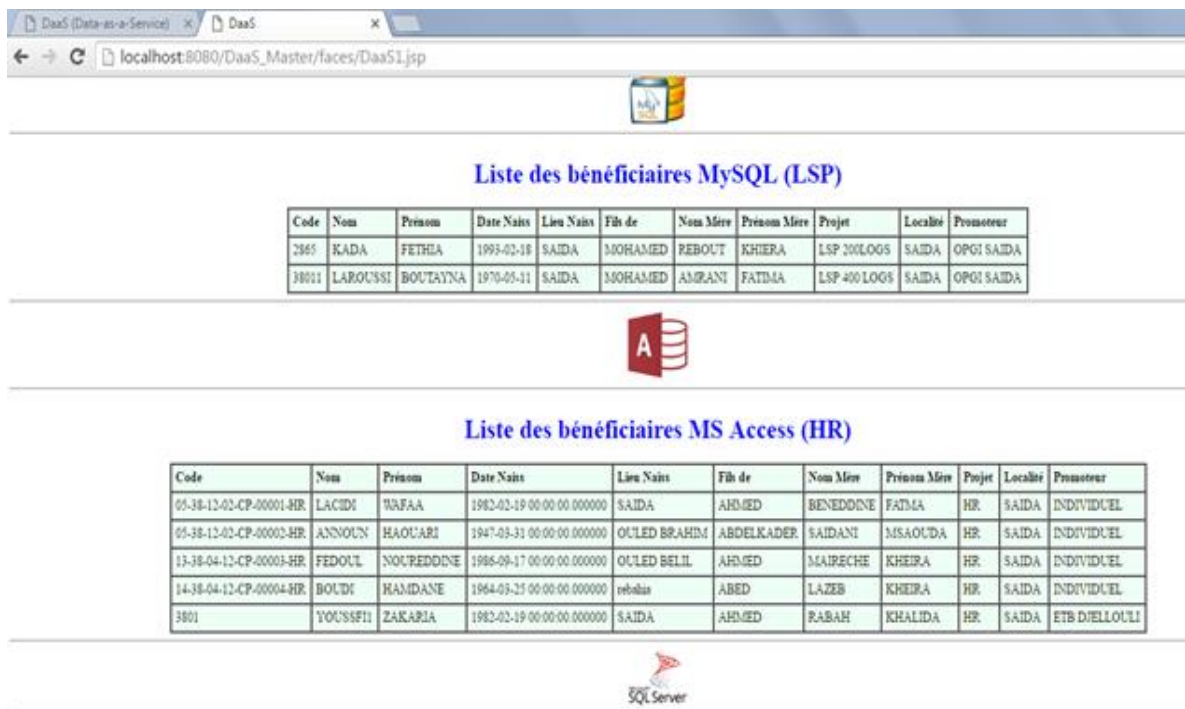 DaaS (Data-as-a-Service) × DaaS ×
localhost:8080/DaaS_Master/faces/DaaS1.jsp
My
SQL
Liste des bénéficiaires MySQL (LSP)
Code Nom Prénom Date Naiss Lieu Naiss Fils de Nom Mère Prénom Mère Projet Localité Promoteur
2865 KADA FETHIA 1993-02-18 SAIDA MOHAMED REBOUT KHIERA LSP 200LOGS SAIDA OPGI SAIDA
38011 LAROUSSI BOUTAYNA 1970-05-11 SAIDA MOHAMED AMRANI FATIMA LSP 400 LOGS SAIDA OPGI SAIDA
A
Liste des bénéficiaires MS Access (HR)
Code Nom Prénom Date Naiss Lieu Naiss Fils de Nom Mère Prénom Mère Projet Localité Promoteur
05-38-12-02-CP-00001-HR LACIDI WAFAA 1982-02-19 00:00:00.000000 SAIDA AHMED BENEDDINE FATMA HR SAIDA INDIVIDUEL
05-38-12-02-CP-00002-HR ANNOUN HAOUARI 1947-03-31 00:00:00.000000 OULED BRAHIM ABDELKADER SAIDANI MSAOUDA HR SAIDA INDIVIDUEL
13-38-04-12-CP-00003-HR FEDOUL NOUREDDINE 1986-09-17 00:00:00.000000 OULED BELIL AHMED MAIRECHE KHEIRA HR SAIDA INDIVIDUEL
14-38-04-12-CP-00004-HR BOUDI HAMDANE 1964-03-25 00:00:00.000000 rebahia ABED LAZEB KHEIRA HR SAIDA INDIVIDUEL
3801 YOUSSFI1 ZAKARIA 1982-02-19 00:00:00.000000 SAIDA AHMED RABAH KHALIDA HR SAIDA ETB DJELLOULI
SQL Server